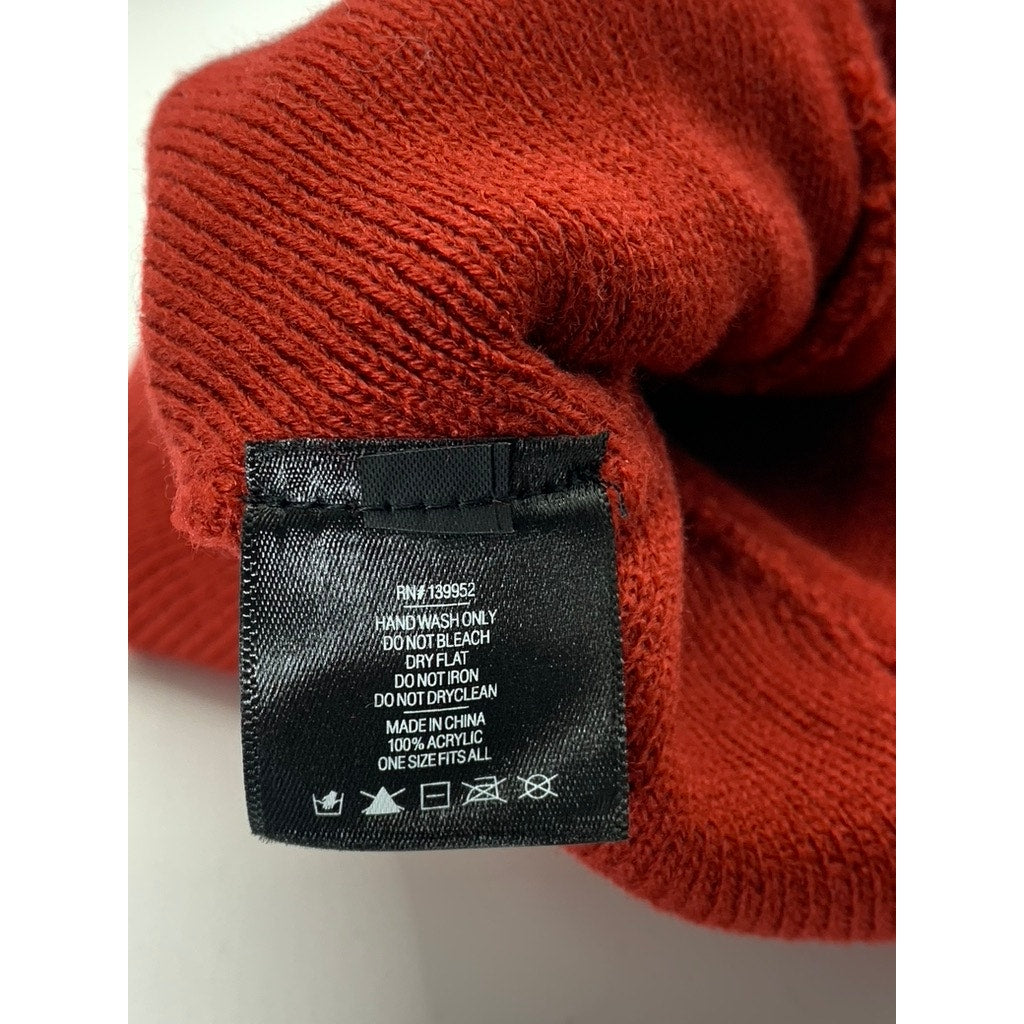 RN#139952
HAND WASH ONLY
DO NOT BLEACH
DRY FLAT
DO NOT IRON
DO NOT DRYCLEAN
MADE IN CHINA
100% ACRYLIC
ONE SIZE FITS ALL